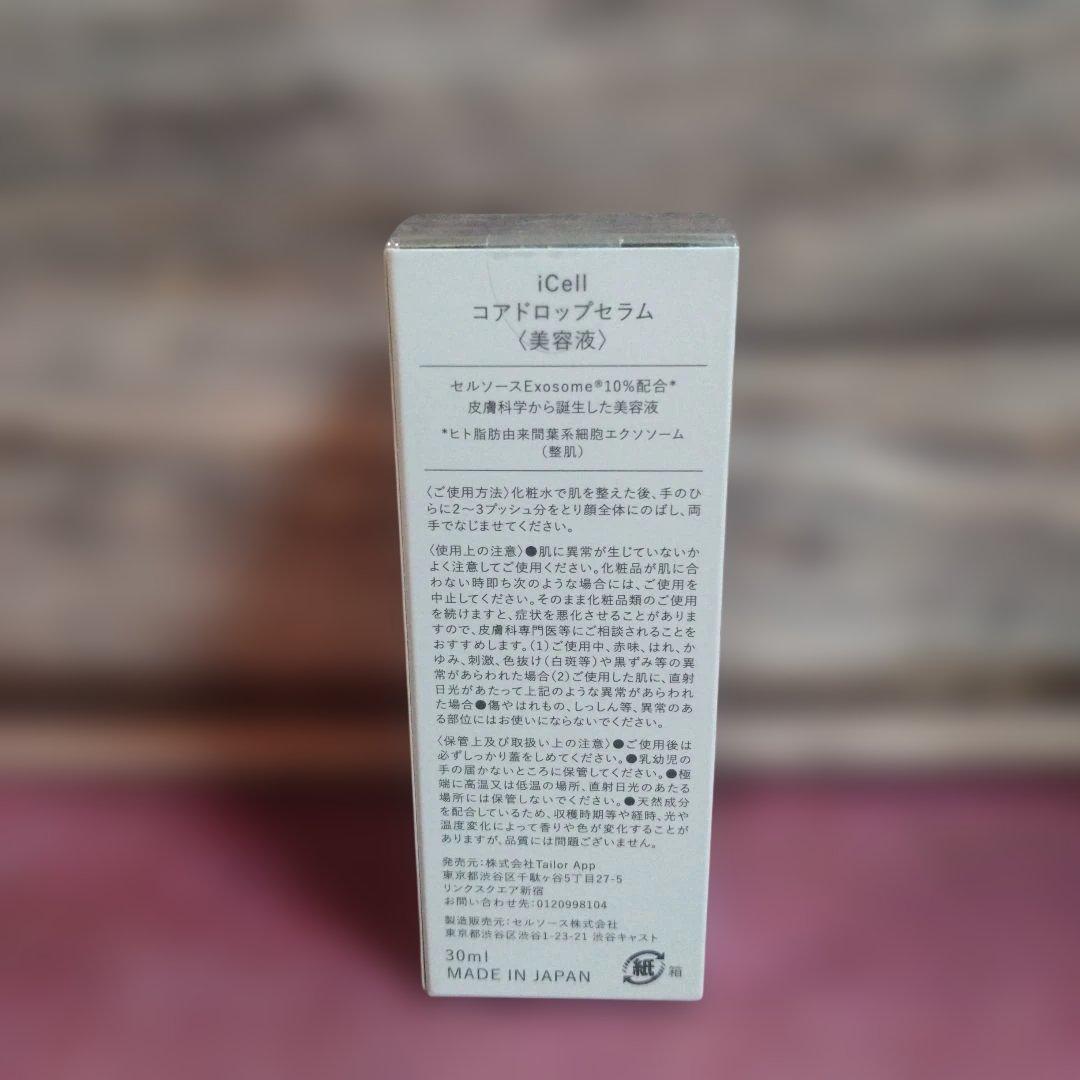 iCell
コアドロップセラム
〈美容液〉
セルソースExosome®10%配合*
皮膚科学から誕生した美容液
*ヒト脂肪由来間葉系細胞エクソソーム
（整肌）
〈ご使用方法〉化粧水で肌を整えた後、手のひ
らに2〜3プッシュ分をとり顔全体にのばし、両
手でなじませてください。
〈使用上の注意〉●肌に異常が生じていないか
よく注意してご使用ください。化粧品が肌に合
わない時即ち次のような場合には、ご使用を
中止してください。そのまま化粧品類のご使用
を続けますと、症状を悪化させることがありま
すので、皮膚科専門医等にご相談されることを
おすすめします。(1)ご使用中、赤味、はれ、か
ゆみ、刺激、色抜け(白斑等)や黒ずみ等の異
常があらわれた場合(2)ご使用した肌に、直射
日光があたって上記のような異常があらわれ
た場合●傷やはれもの、しっしん等、異常のあ
る部位にはお使いにならないでください。
〈保管上及び取扱い上の注意〉●ご使用後は
必ずしっかり蓋をしめてください。●乳幼児の
手の届かないところに保管してください。●極
端に高温又は低温の場所、直射日光のあたる
場所には保管しないでください。●天然成分
を配合しているため、収穫時期等や経時、光や
温度変化によって香りや色が変化することが
ありますが、品質には問題ございません。
発売元：株式会社Tailor App
東京都渋谷区千駄ヶ谷5丁目27-5
リンクスクエア新宿
お問い合わせ先：0120998104
製造販売元：セルソース株式会社
東京都渋谷区渋谷1-23-21 渋谷キャスト
30ml
MADE IN JAPAN
紙 箱